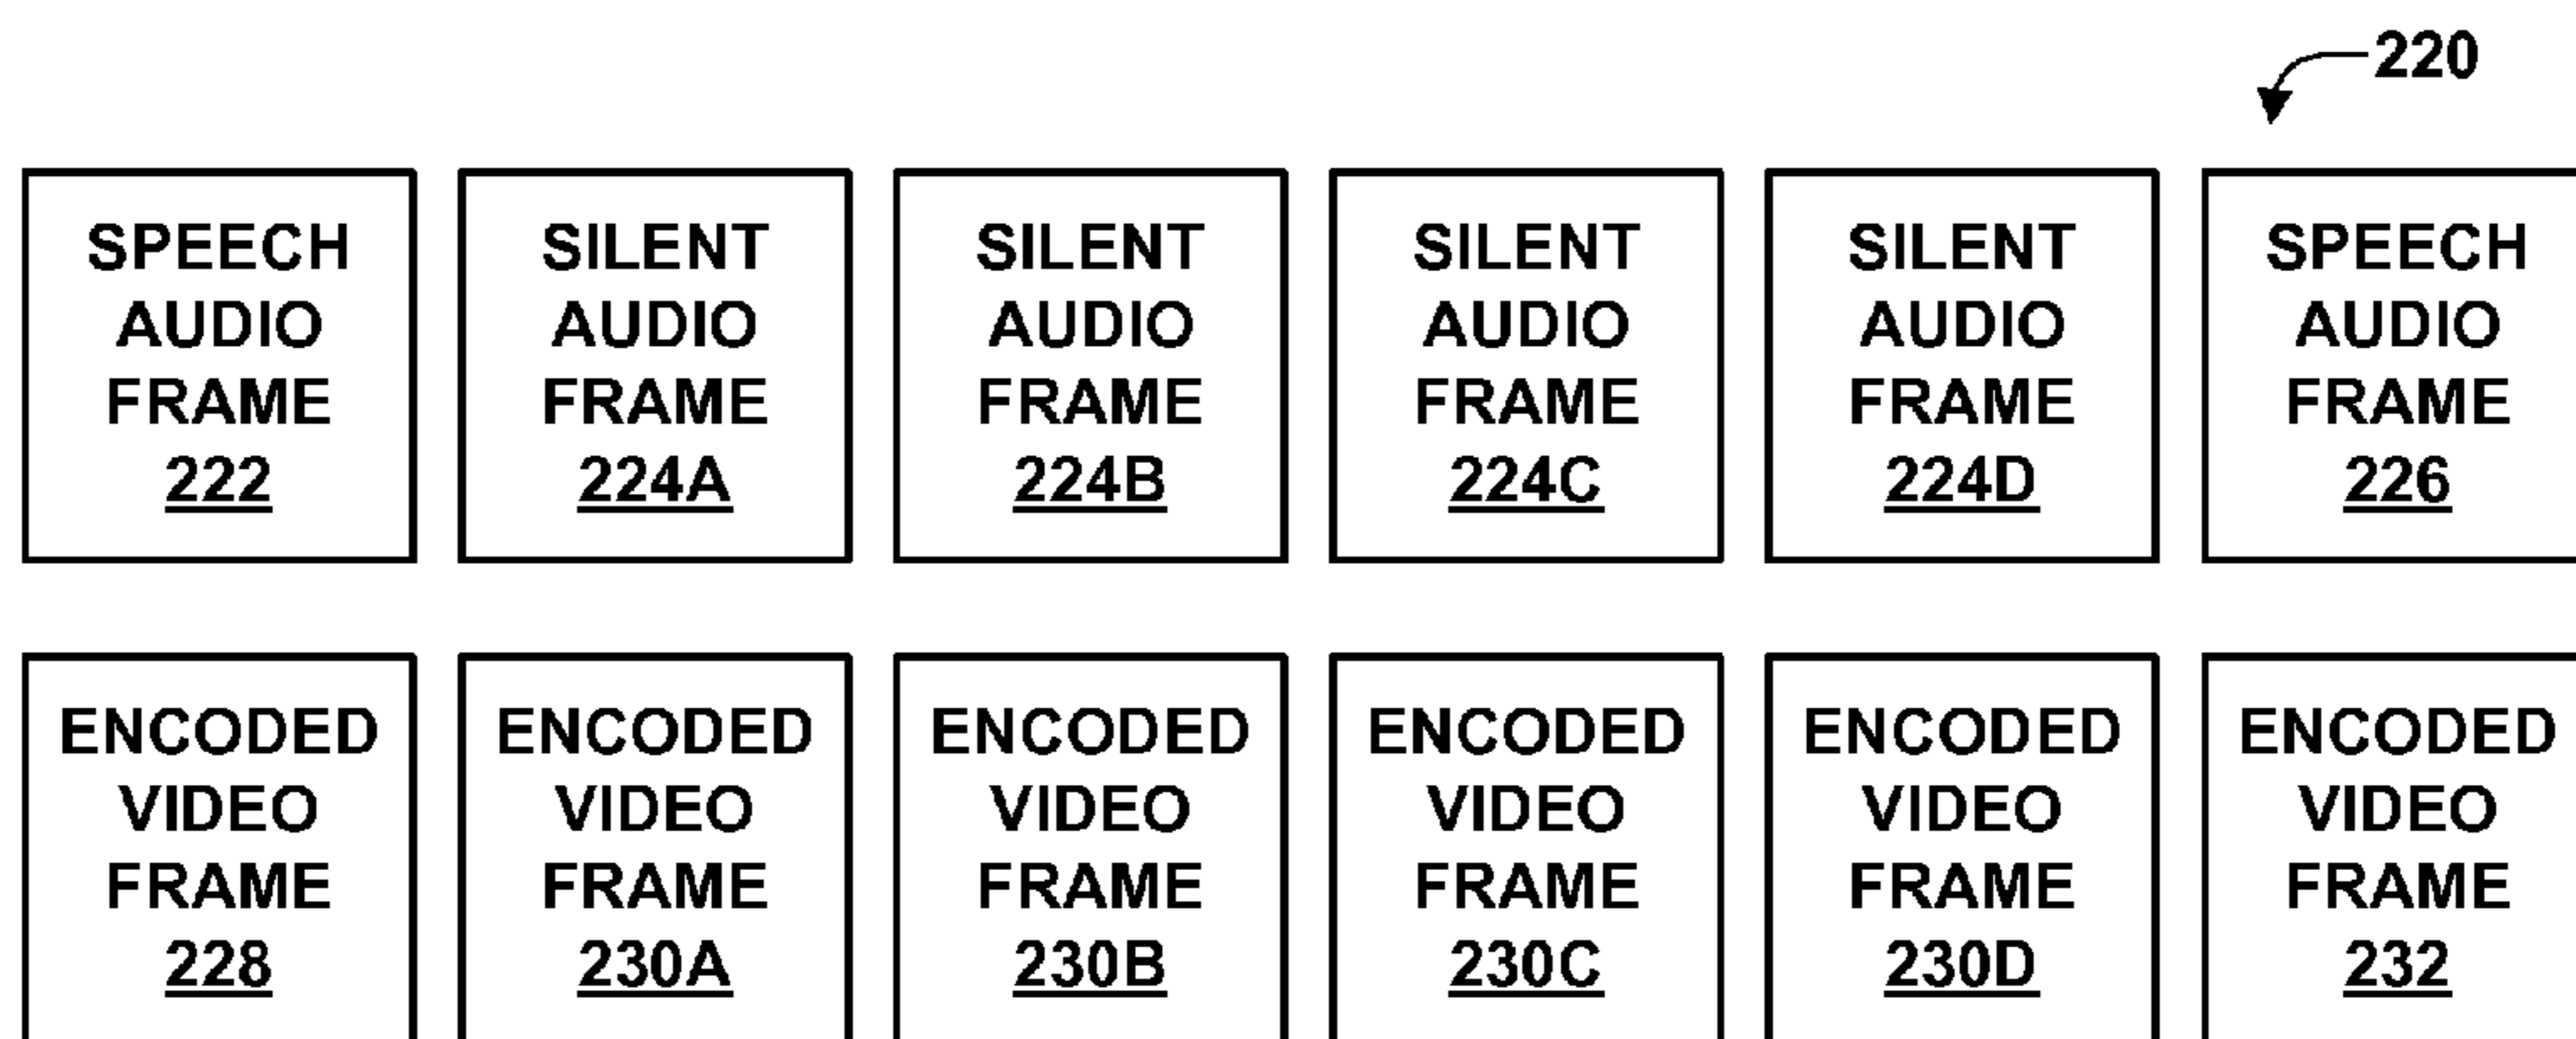 220
SPEECH
AUDIO
FRAME
222
SILENT
AUDIO
FRAME
224A
SILENT
AUDIO
FRAME
224B
SILENT
AUDIO
FRAME
224C
SILENT
AUDIO
FRAME
224D
SPEECH
AUDIO
FRAME
226
ENCODED
VIDEO
FRAME
228
ENCODED
VIDEO
FRAME
230A
ENCODED
VIDEO
FRAME
230B
ENCODED
VIDEO
FRAME
230C
ENCODED
VIDEO
FRAME
230D
ENCODED
VIDEO
FRAME
232